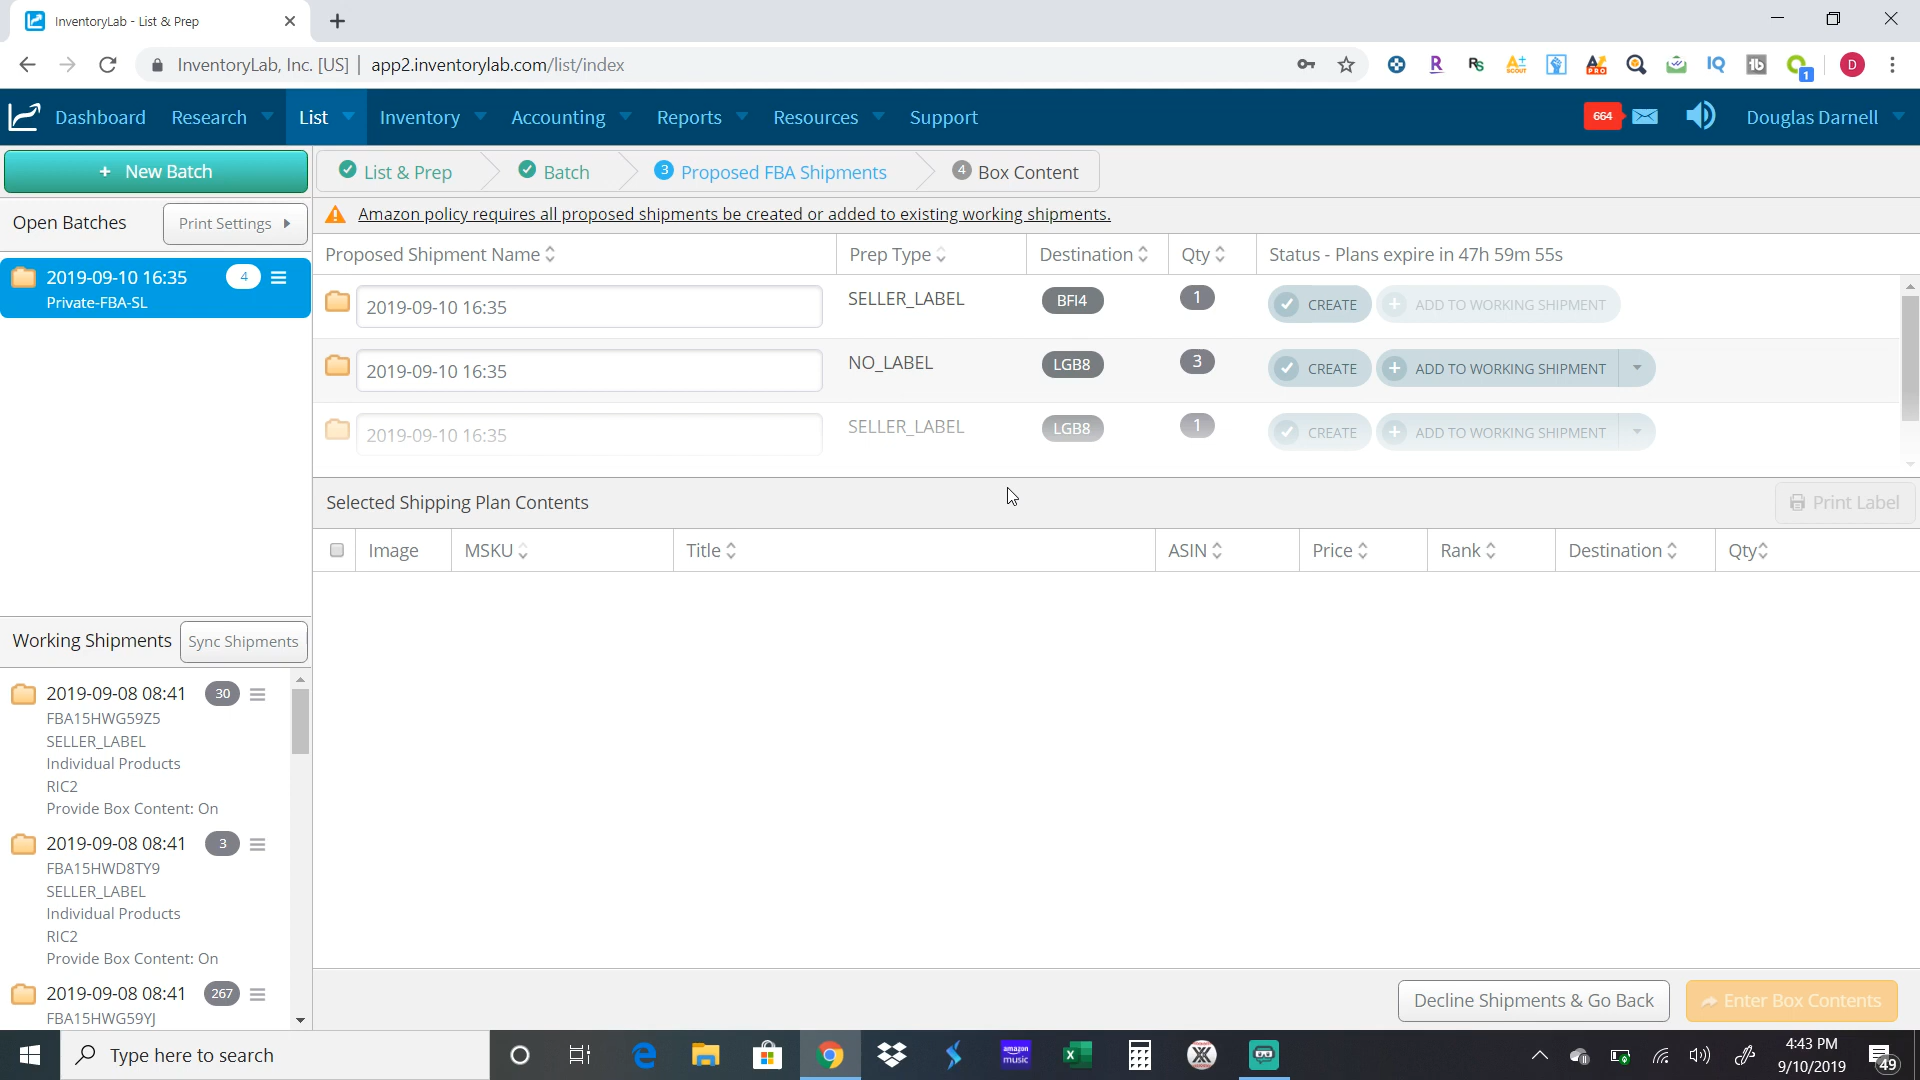 InventoryLab - List & Prep
InventoryLab, Inc. [US] | app2.inventorylab.com/list/index
Dashboard Research List Inventory Accounting Reports Resources Support 664 Douglas Darnell
+ New Batch
List & Prep Batch 3 Proposed FBA Shipments 4 Box Content
Open Batches Print Settings
Amazon policy requires all proposed shipments be created or added to existing working shipments.
Proposed Shipment Name Prep Type Destination Qty Status - Plans expire in 47h 59m 55s
2019-09-10 16:35 4
Private-FBA-SL
2019-09-10 16:35 SELLER_LABEL BFI4 1 CREATE ADD TO WORKING SHIPMENT
2019-09-10 16:35 NO_LABEL LGB8 3 CREATE ADD TO WORKING SHIPMENT
2019-09-10 16:35 SELLER_LABEL LGB8 1 CREATE ADD TO WORKING SHIPMENT
Selected Shipping Plan Contents Print Label
Image MSKU Title ASIN Price Rank Destination Qty
Working Shipments Sync Shipments
2019-09-08 08:41 30
FBA15HWG59Z5
SELLER_LABEL
Individual Products
RIC2
Provide Box Content: On
2019-09-08 08:41 3
FBA15HWD8TY9
SELLER_LABEL
Individual Products
RIC2
Provide Box Content: On
2019-09-08 08:41 267
FBA15HWG59YJ
Decline Shipments & Go Back Enter Box Contents
Type here to search
amazon music
4:43 PM
9/10/2019
49